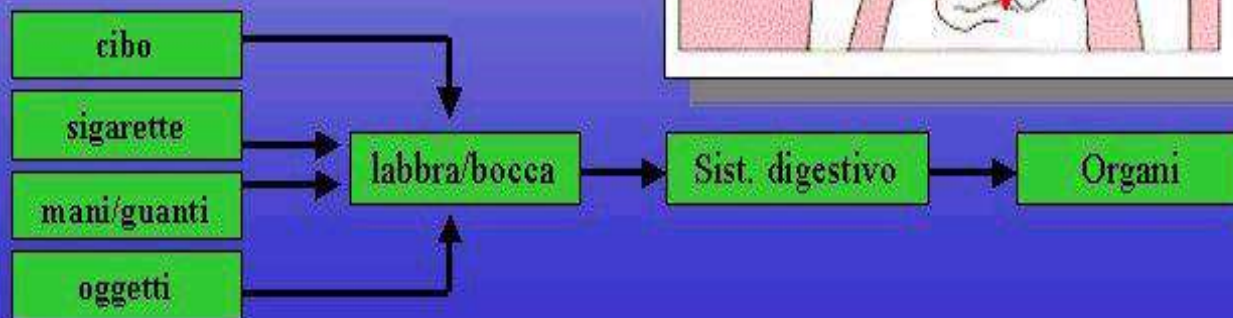 cibo
sigarette
mani/guanti
oggetti
labbra/bocca
Sist. digestivo
Organi